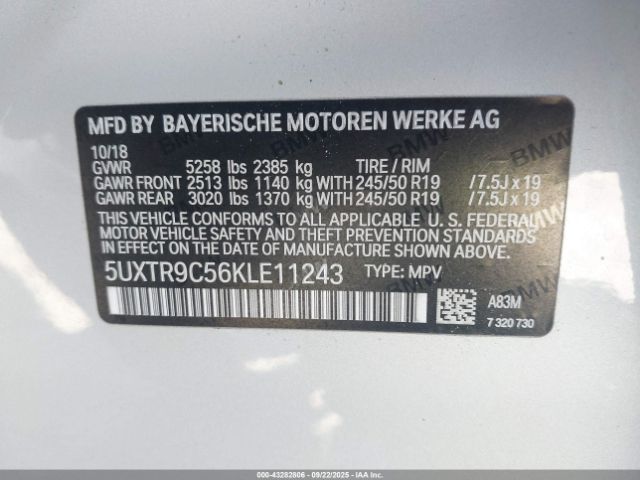 MFD BY BAYERISCHE MOTOREN WERKE AG
10/18
GVWR 5258 lbs 2385 kg TIRE / RIM
GAWR FRONT 2513 lbs 1140 kg WITH 245/50 R19 / 7.5J x 19
GAWR REAR 3020 lbs 1370 kg WITH 245/50 R19 / 7.5J x 19
THIS VEHICLE CONFORMS TO ALL APPLICABLE U. S. FEDERAL
MOTOR VEHICLE SAFETY AND THEFT PREVENTION STANDARDS
IN EFFECT ON THE DATE OF MANUFACTURE SHOWN ABOVE.
5UXTR9C56KLE11243 TYPE: MPV
A83M
7 320 730
000-43282806 - 09/22/2025 - IAAI.COM